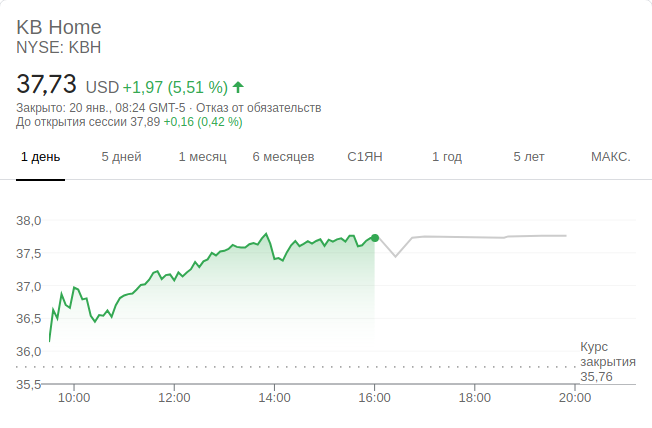 KB Home
NYSE: KBH
37,73 USD +1,97 (5,51 %)
Закрыто: 20 янв., 08:24 GMT-5 · Отказ от обязательств
До открытия сессии 37,89 +0,16 (0,42 %)
1 день 5 дней 1 месяц 6 месяцев С1ЯН 1 год 5 лет МАКС.
38,0
37,5
37,0
36,5
36,0
Курс
закрытия
35,76
35,5
10:00 12:00 14:00 16:00 18:00 20:00